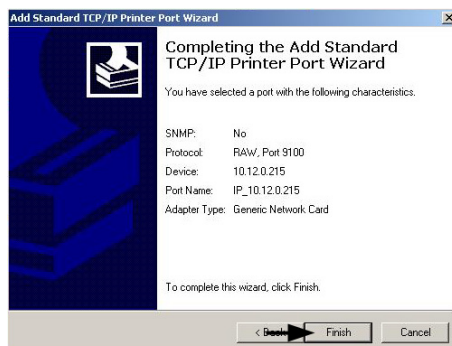 Add Standard TCP/IP Printer Port Wizard
Completing the Add Standard
TCP/IP Printer Port Wizard
You have selected a port with the following characteristics.
SNMP: No
Protocol: RAW, Port 9100
Device: 10.12.0.215
Port Name: IP_10.12.0.215
Adapter Type: Generic Network Card
To complete this wizard, click Finish.
< Finish Cancel